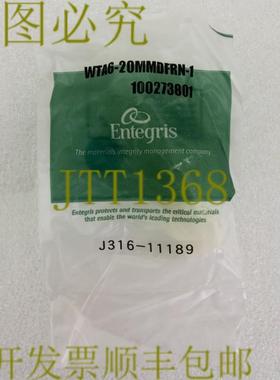 图必究
WTA6-20MMDFRN-1
100273801
Entegris
The materials integrity management company
JTT1368
Entegris protects and transports the critical materials
that enable the world's leading technologies
J316-11189
开发票顺丰包邮